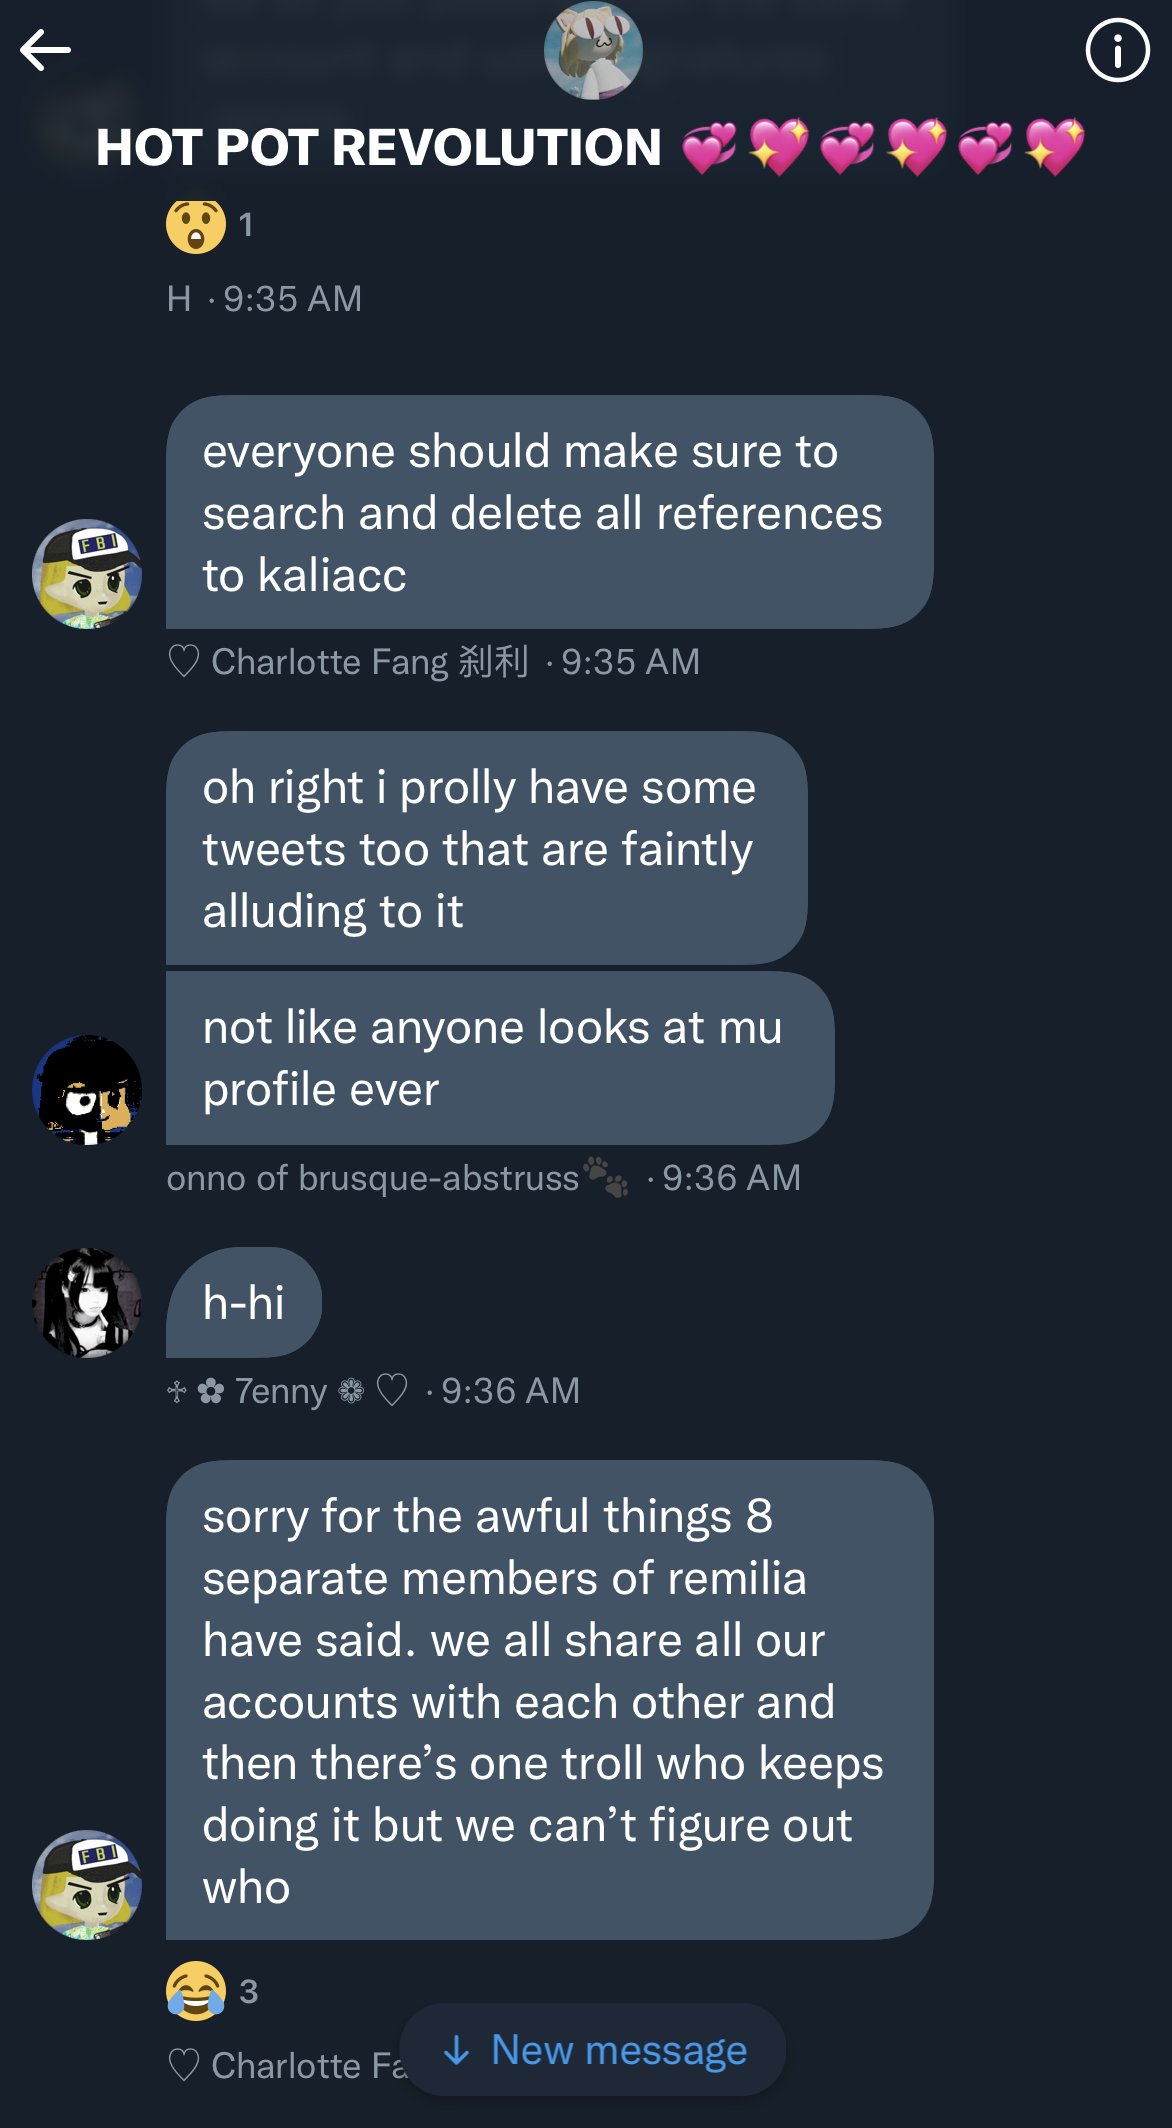 HOT POT REVOLUTION 💞💖💞💖💞💖
😲 1
H · 9:35 AM
everyone should make sure to
search and delete all references
to kaliacc
FBI
♡ Charlotte Fang 刹利 · 9:35 AM
oh right i prolly have some
tweets too that are faintly
alluding to it
not like anyone looks at mu
profile ever
onno of brusque-abstruss🐾 · 9:36 AM
h-hi
♱ ✿ 7enny ❁ ♡ · 9:36 AM
sorry for the awful things 8
separate members of remilia
have said. we all share all our
accounts with each other and
then there’s one troll who keeps
doing it but we can’t figure out
who
FBI
😂 3
♡ Charlotte Fa
↓ New message